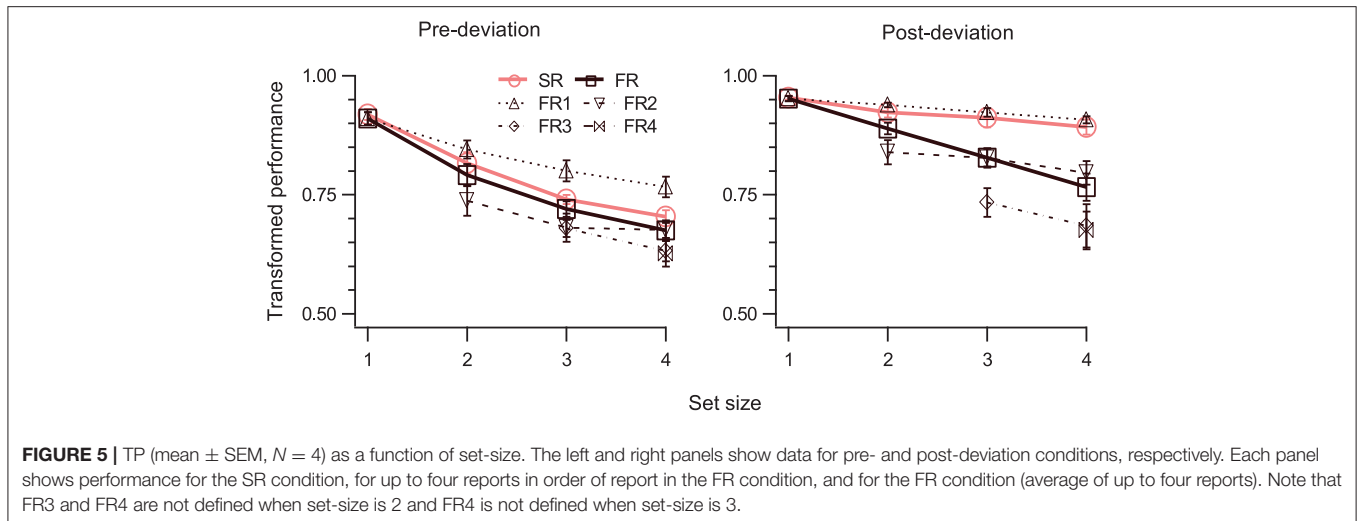 Pre-deviation
Post-deviation
1.00
SR
FR
FR1
FR2
FR3
FR4
0.75
0.50
Transformed performance
1 2 3 4
1.00
0.75
0.50
1 2 3 4
Set size
FIGURE 5 | TP (mean ± SEM, N = 4) as a function of set-size. The left and right panels show data for pre- and post-deviation conditions, respectively. Each panel
shows performance for the SR condition, for up to four reports in order of report in the FR condition, and for the FR condition (average of up to four reports). Note that
FR3 and FR4 are not defined when set-size is 2 and FR4 is not defined when set-size is 3.